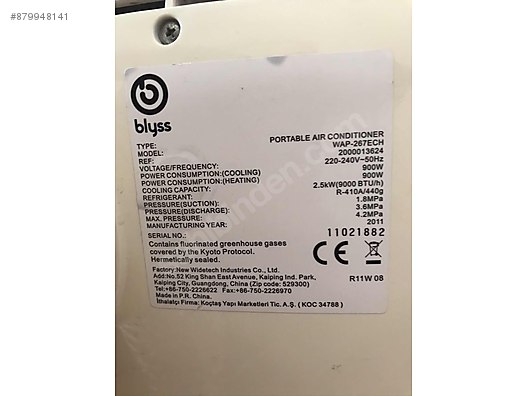 #879948141
blyss
TYPE: PORTABLE AIR CONDITIONER
MODEL: WAP-267ECH
REF: 2000013624
VOLTAGE/FREQUENCY: 220-240V~50Hz
POWER CONSUMPTION:(COOLING) 900W
POWER CONSUMPTION:(HEATING) 900W
COOLING CAPACITY: 2.5kW(9000 BTU/h)
REFRIGERANT: R-410A/440g
PRESSURE(SUCTION): 1.8MPa
PRESSURE(DISCHARGE): 3.6MPa
MAX. PRESSURE: 4.2MPa
MANUFACTURING YEAR: 2011
SERIAL NO.: 11021882
Contains fluorinated greenhouse gases
covered by the Kyoto Protocol.
Hermetically sealed.
CE
Factory:New Widetech Industries Co., Ltd.
Add:No.52 King Shan East Avenue, Kaiping Ind. Park,
Kaiping City, Guangdong, China (Zip code: 529300)
Tel:+86-750-2226622 Fax:+86-750-2226970
Made in P.R. China.
R11W 08
İthalatçı Firma: Koçtaş Yapı Marketleri Tic. A.Ş. ( KOC 34788 )